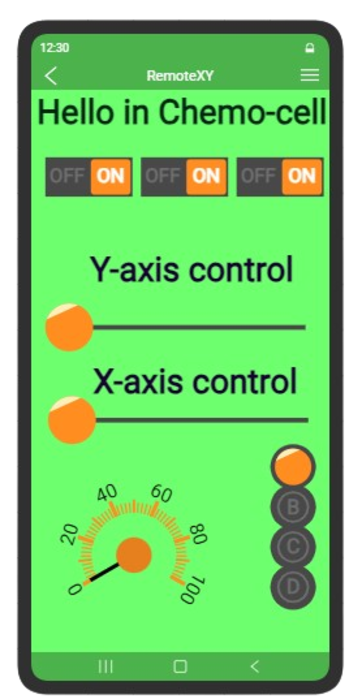 12:30
RemoteXY
Hello in Chemo-cell
OFF ON OFF ON OFF ON
Y-axis control
X-axis control
40 60
20 80
0 100
B
C
D